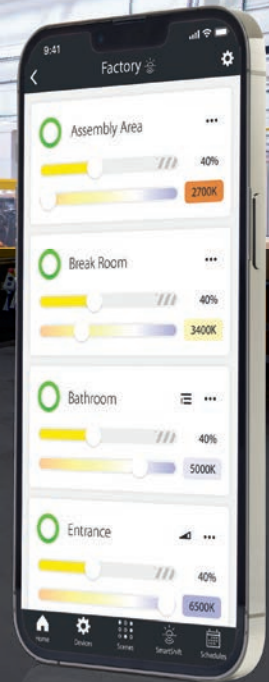 9:41
Factory
Assembly Area
40%
2700K
Break Room
40%
3400K
Bathroom
40%
5000K
Entrance
40%
6500K
Home
Devices
Scenes
SmartShift
Schedules